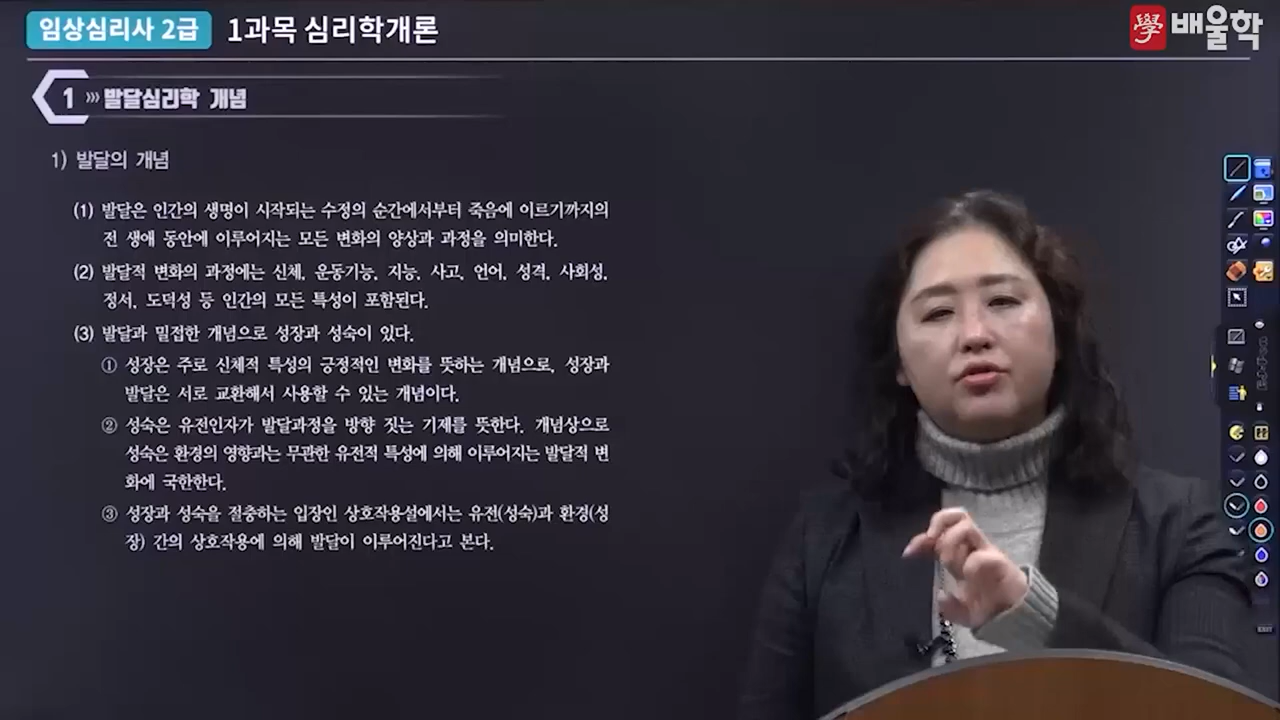 임상심리사 2급 1과목 심리학개론
學 배울학
1 »› 발달심리학 개념
1) 발달의 개념
(1) 발달은 인간의 생명이 시작되는 수정의 순간에서부터 죽음에 이르기까지의
전 생애 동안에 이루어지는 모든 변화의 양상과 과정을 의미한다.
(2) 발달적 변화의 과정에는 신체, 운동기능, 지능, 사고, 언어, 성격, 사회성,
정서, 도덕성 등 인간의 모든 특성이 포함된다.
(3) 발달과 밀접한 개념으로 성장과 성숙이 있다.
① 성장은 주로 신체적 특성의 긍정적인 변화를 뜻하는 개념으로, 성장과
발달은 서로 교환해서 사용할 수 있는 개념이다.
② 성숙은 유전인자가 발달과정을 방향 짓는 기제를 뜻한다. 개념상으로
성숙은 환경의 영향과는 무관한 유전적 특성에 의해 이루어지는 발달적 변
화에 국한한다.
③ 성장과 성숙을 절충하는 입장인 상호작용설에서는 유전(성숙)과 환경(성
장) 간의 상호작용에 의해 발달이 이루어진다고 본다.
EXIT